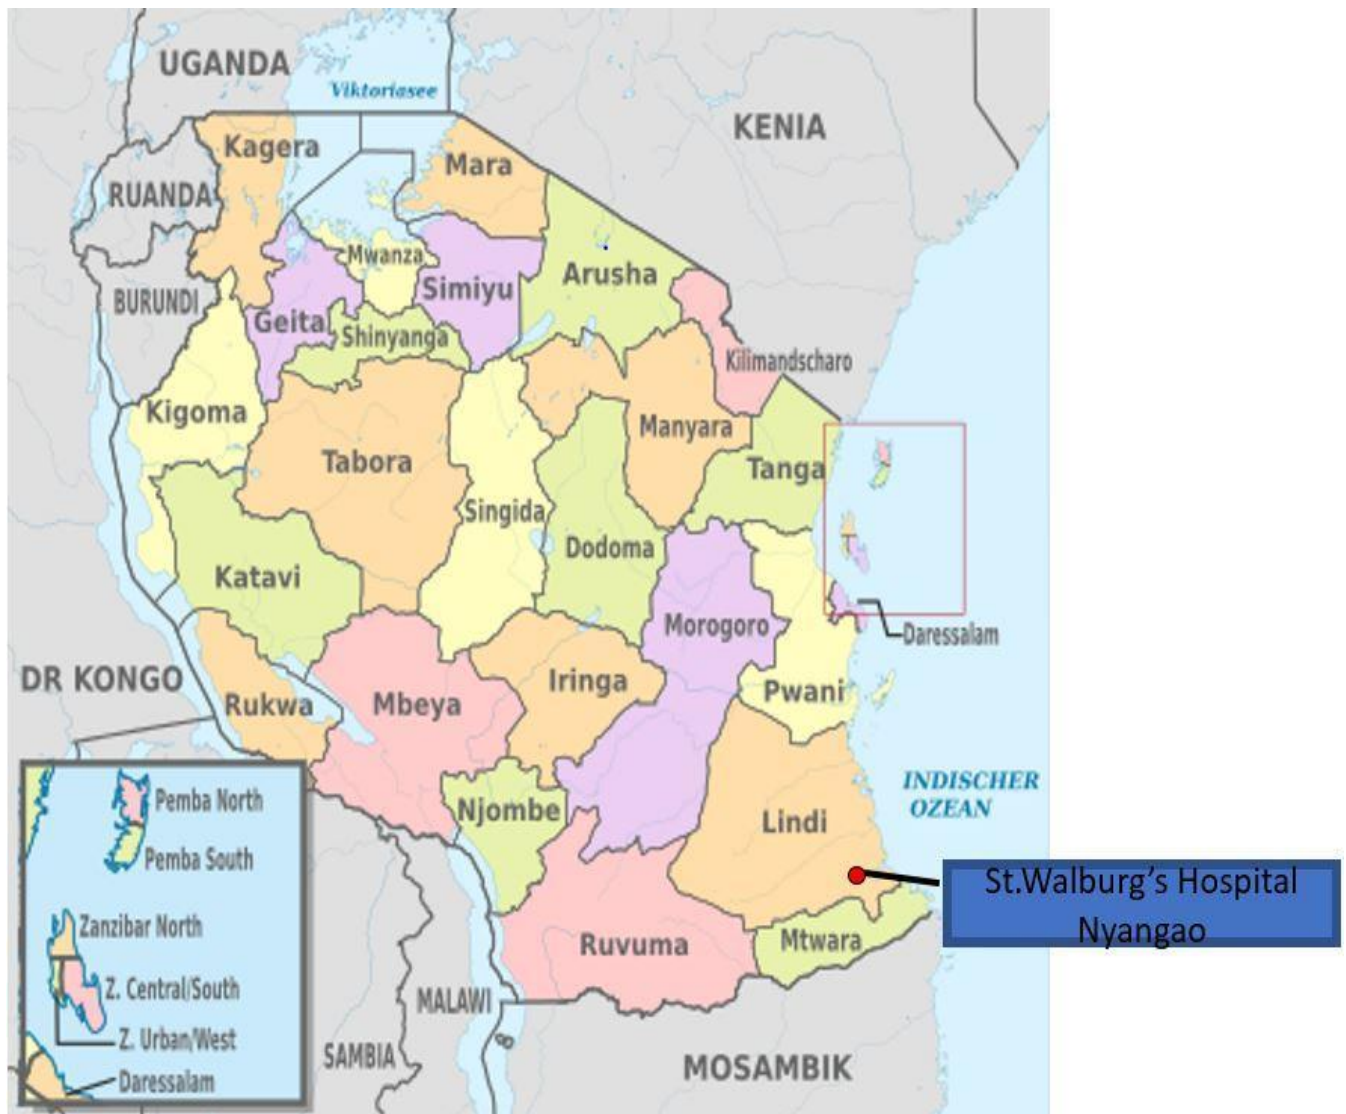 UGANDA
Viktoriasee
KENIA
Kagera
Mara
RUANDA
Mwanza
Simiyu
Arusha
BURUNDI
Geita
Shinyanga
Kilimandscharo
Kigoma
Manyara
Tabora
Tanga
Singida
Dodoma
Katavi
Morogoro
Daressalam
DR KONGO
Rukwa
Mbeya
Iringa
Pwani
INDISCHER
OZEAN
Pemba North
Njombe
Lindi
Pemba South
St.Walburg's Hospital
Nyangao
Zanzibar North
Ruvuma
Mtwara
Z. Central/South
MALAWI
Z. Urban/West
SAMBIA
MOSAMBIK
Daressalam